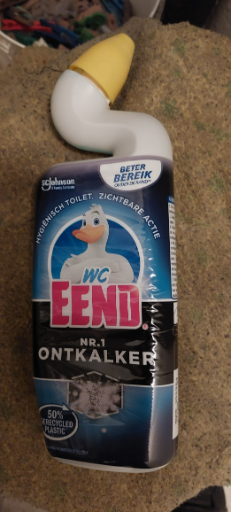 SC Johnson
BETER
BEREIK
HYGIËNISCH TOILET. ZICHTBARE ACTIE
WC
EEND
NR.1
ONTKALKER
50%
GERECYCLED
PLASTIC